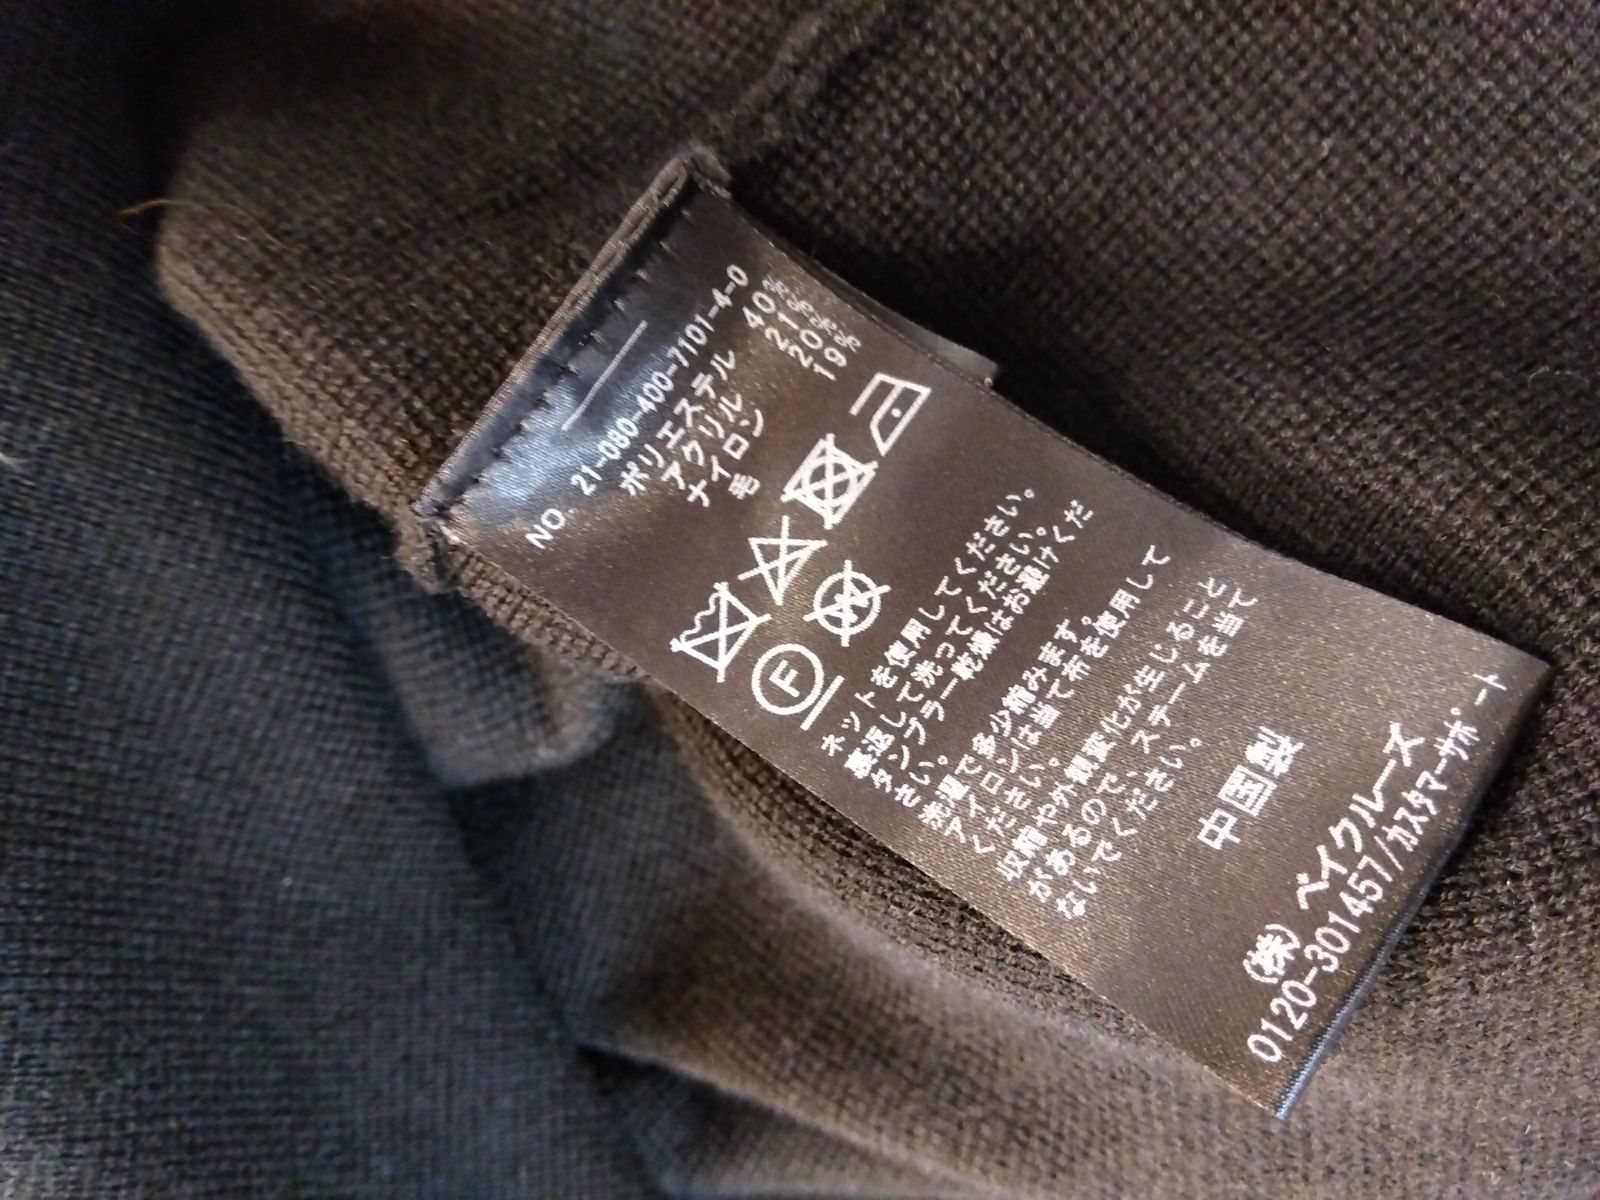 NO. 21-080-400-7101-4-0
ポリエステル 40%
アクリル 21%
ナイロン 20%
毛 19%
F W
ネットを使用してください。
裏返して洗ってください。
タンブラー乾燥はお避けくだ
さい。
洗濯で多少縮みます。
アイロンは当て布を使用して
ください。
収縮や外観変化が生じること
があるので、スチームを当て
ないでください。
中国製
(株) ベイクルーズ
0120-301457//カスタマーサポート